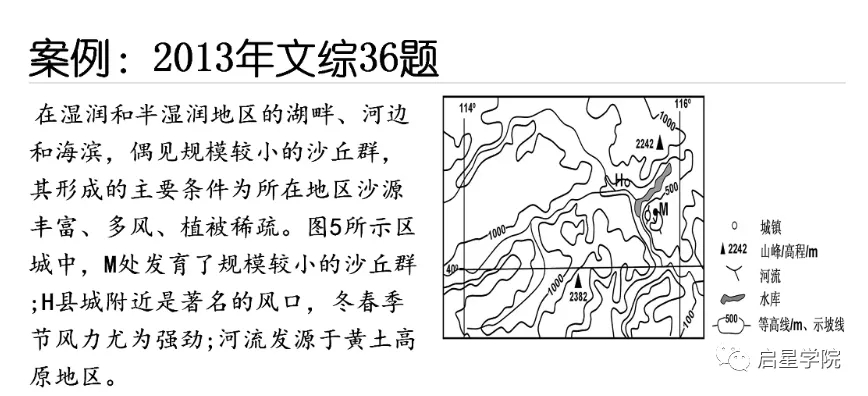 案例：2013年文综36题
在湿润和半湿润地区的湖畔、河边
和海滨，偶见规模较小的沙丘群，
其形成的主要条件为所在地区沙源
丰富、多风、植被稀疏。图5所示区
域中，M处发育了规模较小的沙丘群
;H县城附近是著名的风口，冬春季
节风力尤为强劲;河流发源于黄土高
原地区。
114°
116°
1000
2242
H
500
M
1000
40°
1000
2382
1000
100
城镇
2242 山峰/高程/m
河流
水库
500 等高线/m、示坡线
启星学院